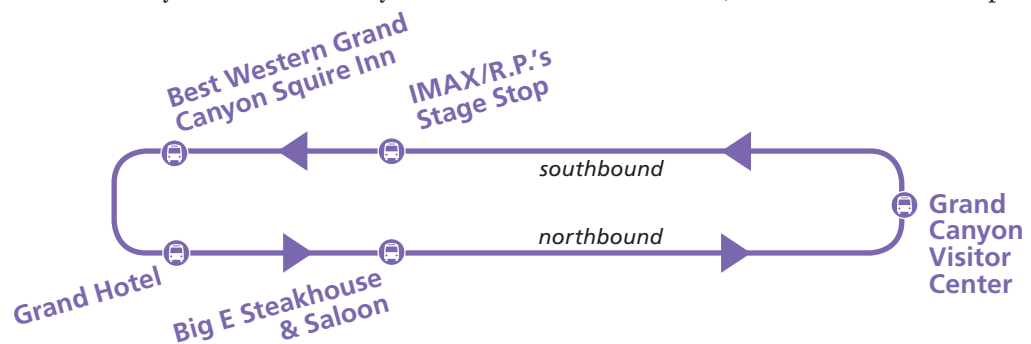 Best Western Grand
Canyon Squire Inn
IMAX/R.P.'s
Stage Stop
southbound
northbound
Grand
Canyon
Visitor
Center
Grand Hotel
Big E Steakhouse
& Saloon